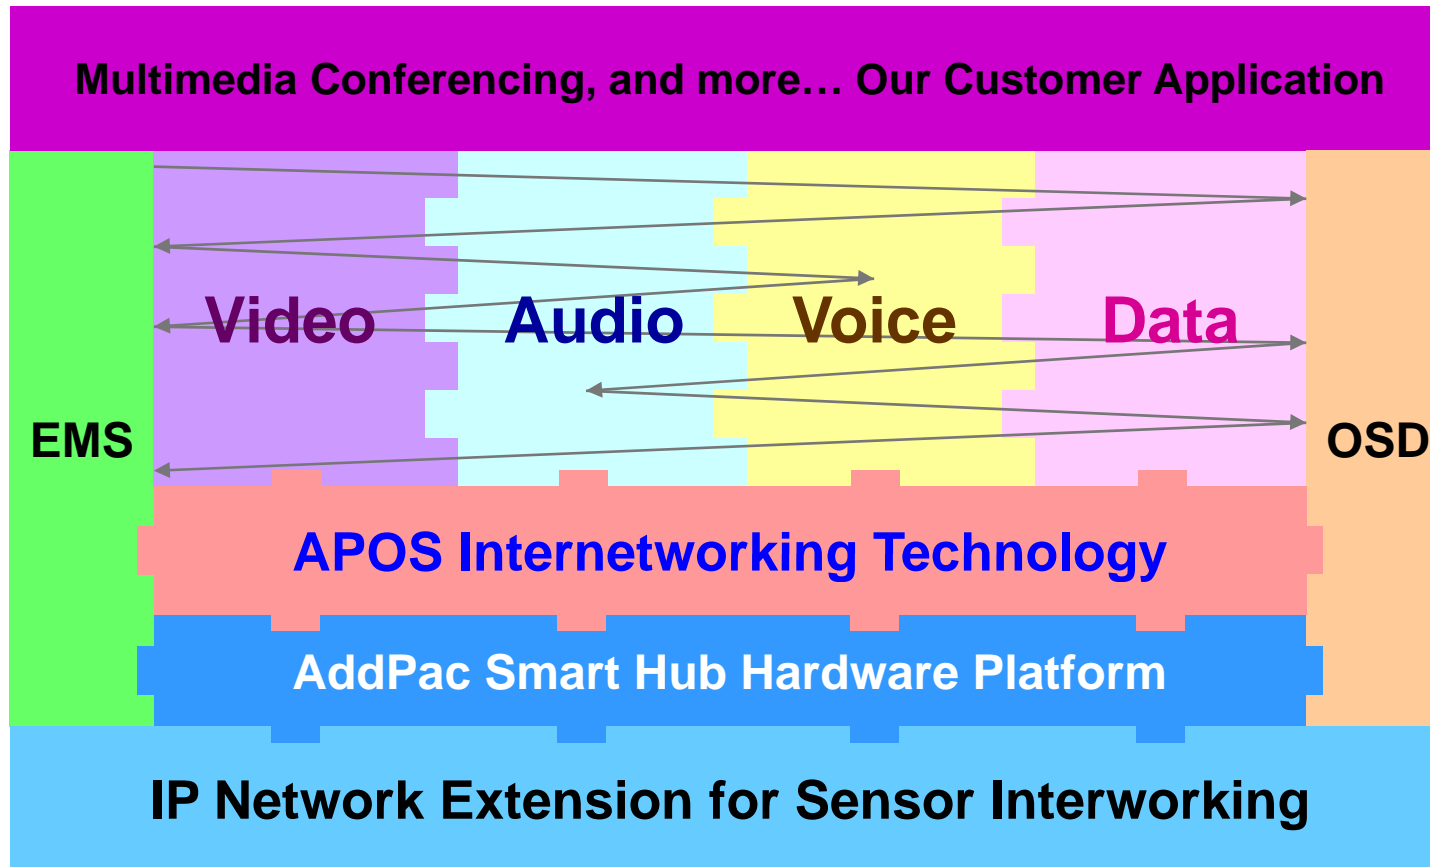 Multimedia Conferencing, and more… Our Customer Application
Video Audio Voice Data
EMS
OSD
APOS Internetworking Technology
AddPac Smart Hub Hardware Platform
IP Network Extension for Sensor Interworking